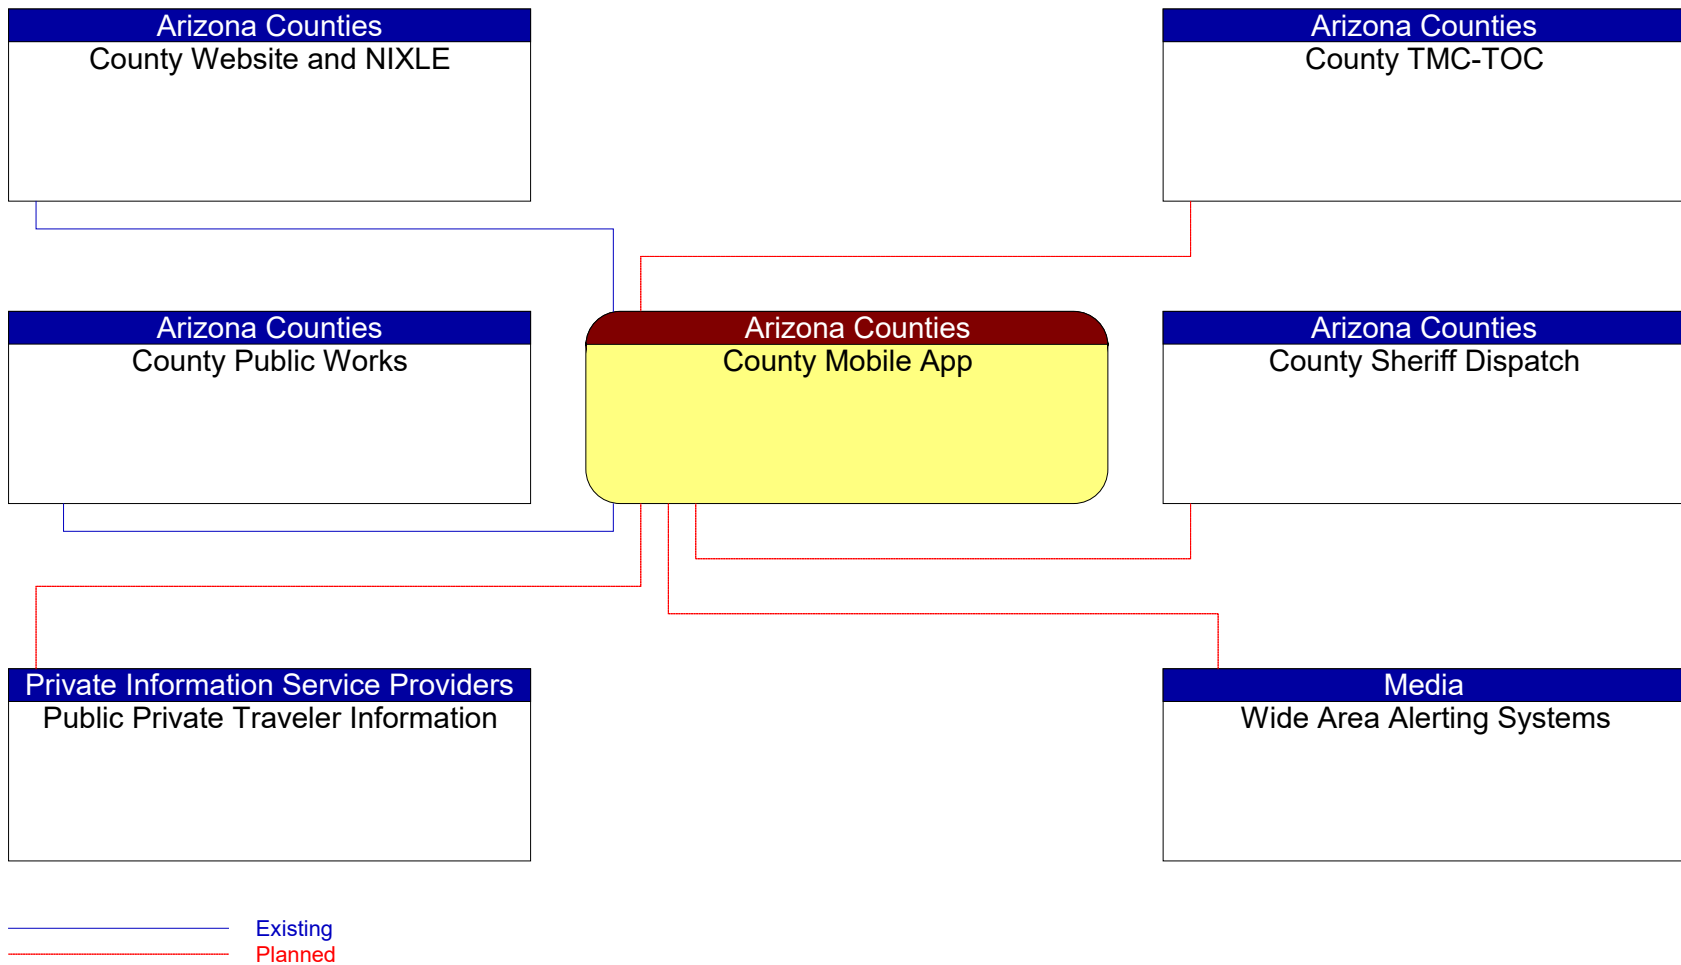 Arizona Counties
County Website and NIXLE
Arizona Counties
County TMC-TOC
Arizona Counties
County Public Works
Arizona Counties
County Mobile App
Arizona Counties
County Sheriff Dispatch
Private Information Service Providers
Public Private Traveler Information
Media
Wide Area Alerting Systems
Existing
Planned